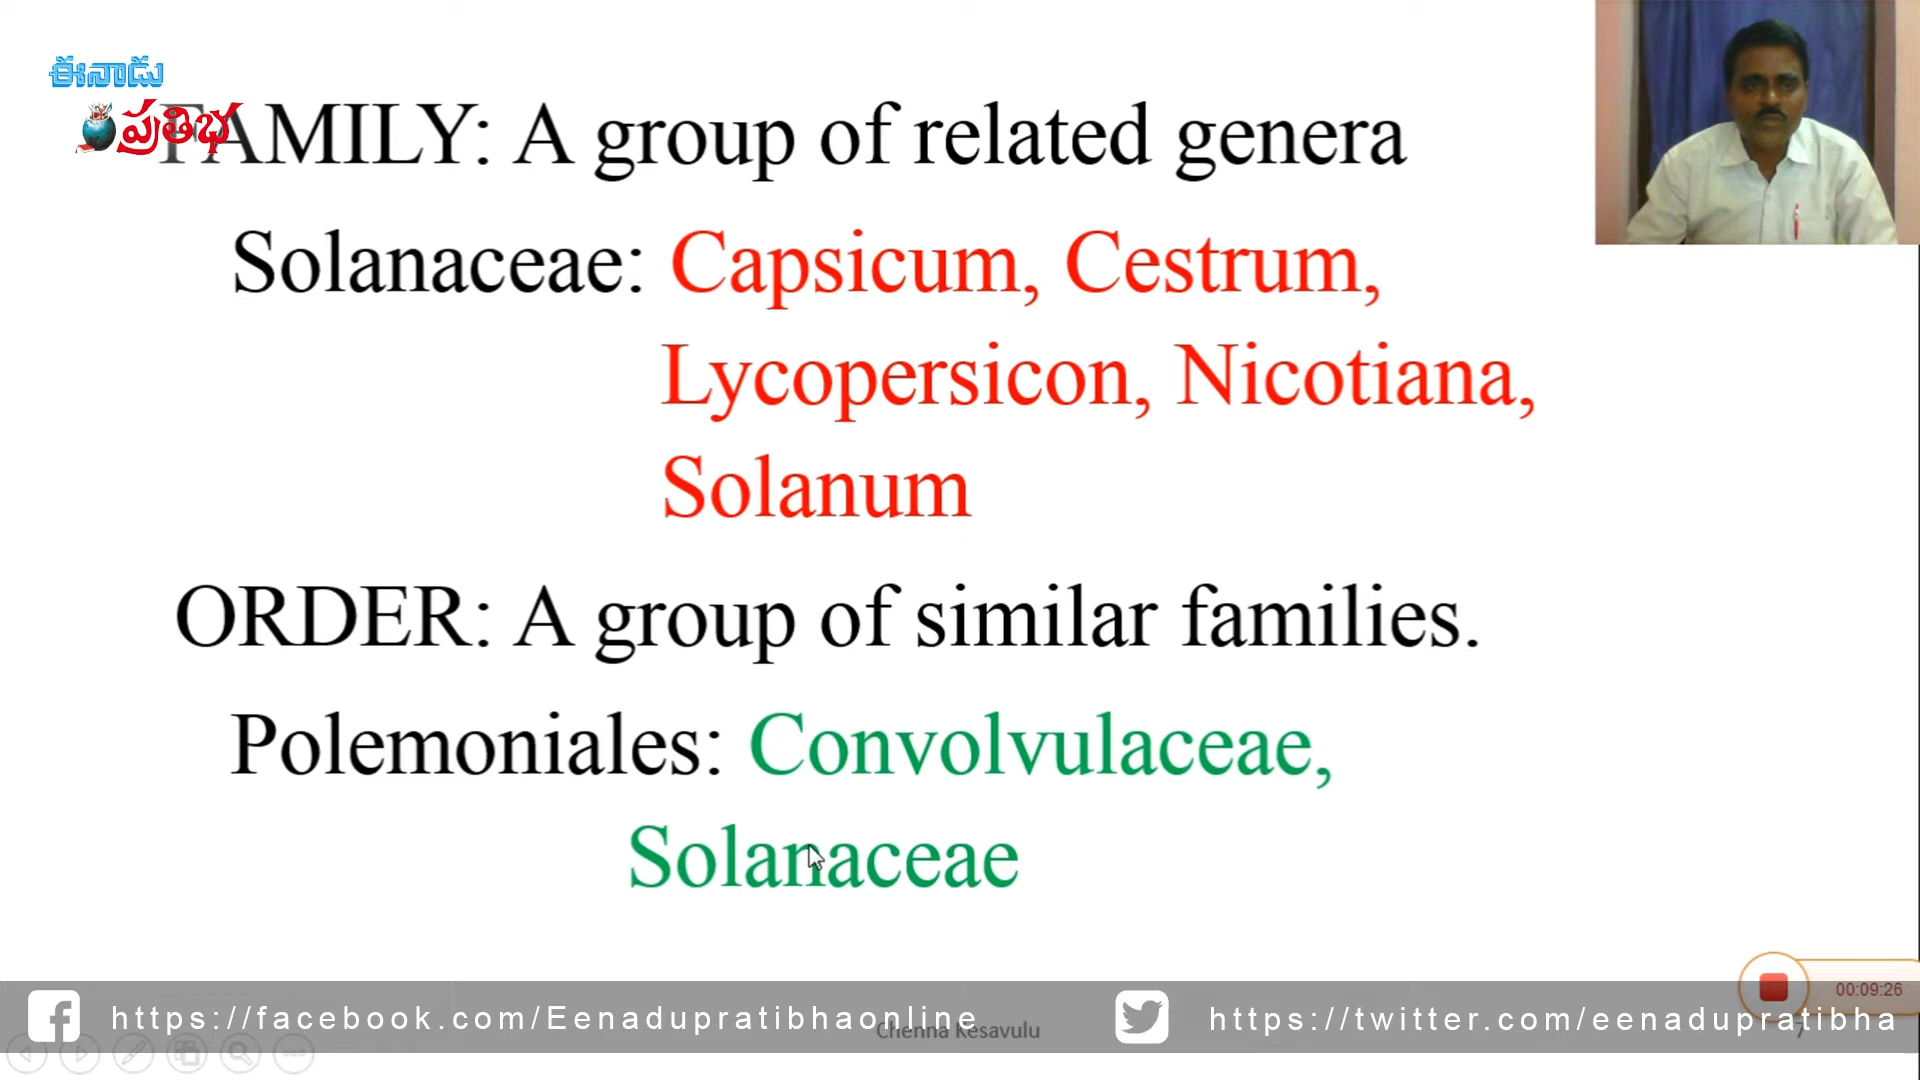 ఈనాడు
ప్రతిభ
FAMILY: A group of related genera
Solanaceae: Capsicum, Cestrum,
Lycopersicon, Nicotiana,
Solanum
ORDER: A group of similar families.
Polemoniales: Convolvulaceae,
Solanaceae
00:09:26
https://facebook.com/Eenadupratibhaonline
https://twitter.com/eenadupratibha
Chenna Kesavulu
7